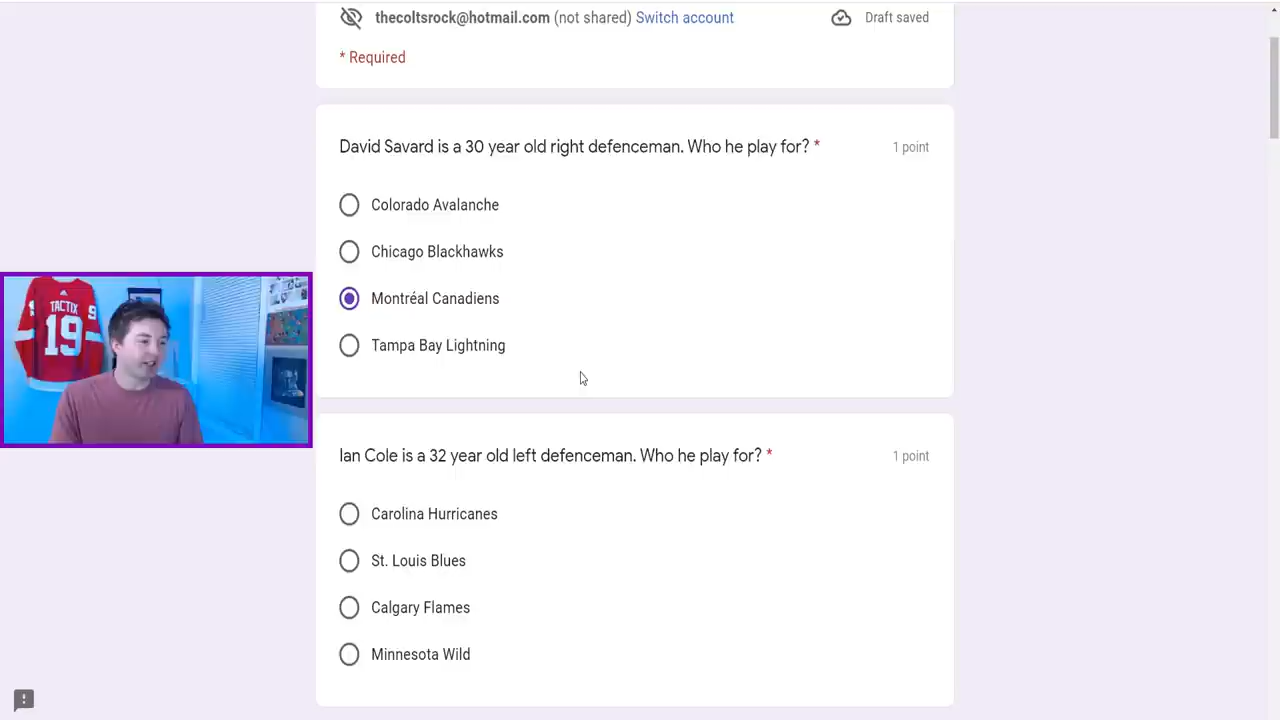 thecoltsrock@hotmail.com (not shared) Switch account
Draft saved
* Required
David Savard is a 30 year old right defenceman. Who he play for? *
1 point
Colorado Avalanche
Chicago Blackhawks
Montréal Canadiens
Tampa Bay Lightning
TACTIX
19
9
Ian Cole is a 32 year old left defenceman. Who he play for? *
1 point
Carolina Hurricanes
St. Louis Blues
Calgary Flames
Minnesota Wild